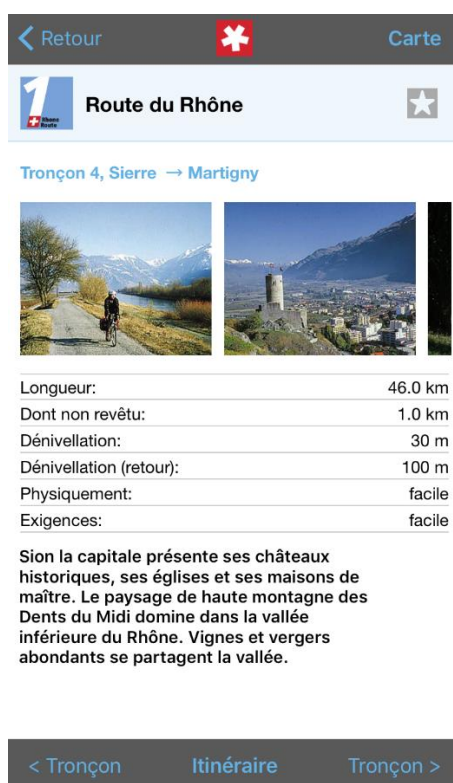 Retour
Carte
1
Rhone
Route
Route du Rhône
Tronçon 4, Sierre → Martigny
Longueur: 46.0 km
Dont non revêtu: 1.0 km
Dénivellation: 30 m
Dénivellation (retour): 100 m
Physiquement: facile
Exigences: facile
Sion la capitale présente ses châteaux
historiques, ses églises et ses maisons de
maître. Le paysage de haute montagne des
Dents du Midi domine dans la vallée
inférieure du Rhône. Vignes et vergers
abondants se partagent la vallée.
< Tronçon
Itinéraire
Tronçon >